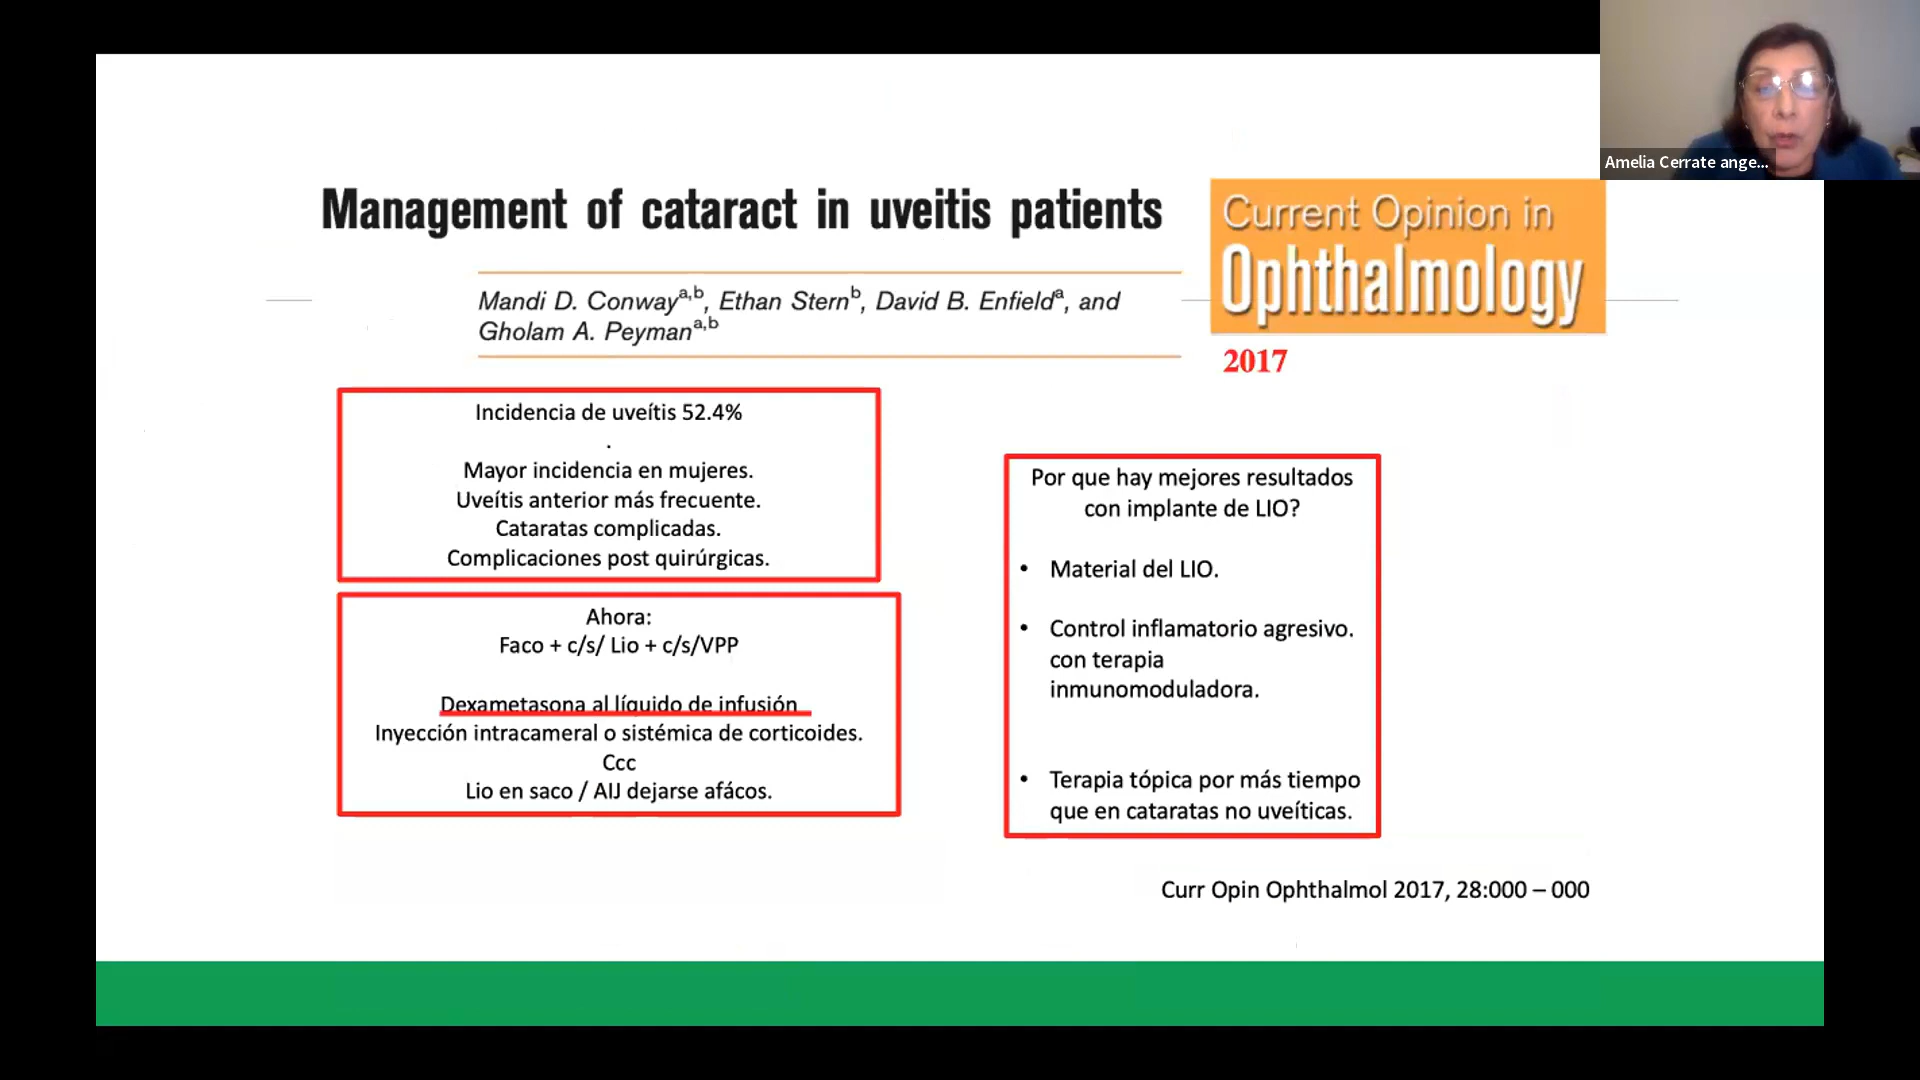 Amelia Cerrate ange...
Management of cataract in uveitis patients
Current Opinion in
Ophthalmology
Mandi D. Conwayᵃ,ᵇ, Ethan Sternᵇ, David B. Enfieldᵃ, and
Gholam A. Peymanᵃ,ᵇ
2017
Incidencia de uveítis 52.4%
.
Mayor incidencia en mujeres.
Uveítis anterior más frecuente.
Cataratas complicadas.
Complicaciones post quirúrgicas.
Ahora:
Faco + c/s/ Lio + c/s/VPP
Dexametasona al líquido de infusión
Inyección intracameral o sistémica de corticoides.
Ccc
Lio en saco / AIJ dejarse afácos.
Por que hay mejores resultados
con implante de LIO?
• Material del LIO.
• Control inflamatorio agresivo.
con terapia
inmunomoduladora.
• Terapia tópica por más tiempo
que en cataratas no uveíticas.
Curr Opin Ophthalmol 2017, 28:000 – 000